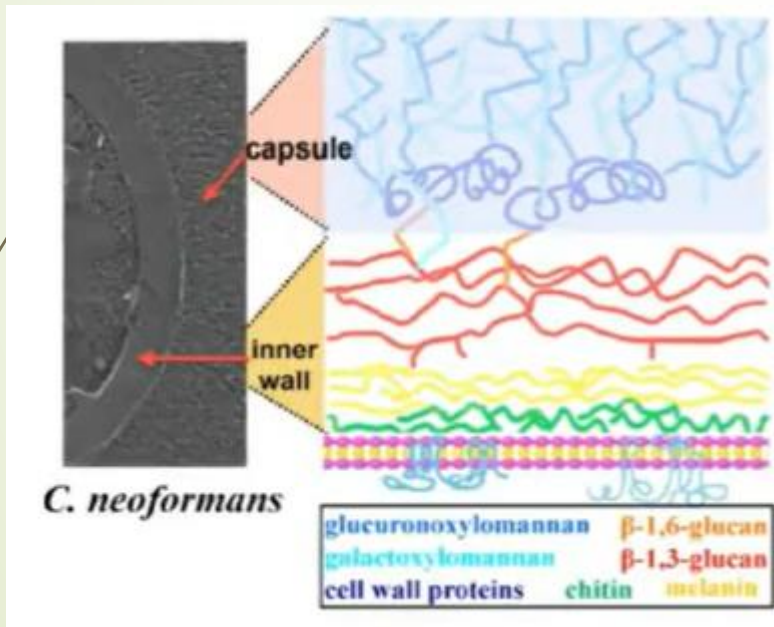 capsule
inner
wall
C. neoformans
glucuronoxylomannan β-1,6-glucan
galactoxylomannan β-1,3-glucan
cell wall proteins chitin melanin